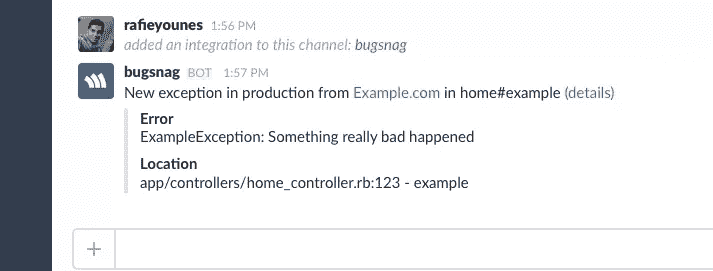 rafieyounes 1:56 PM
added an integration to this channel: bugsnag
bugsnag BOT 1:57 PM
New exception in production from Example.com in home#example (details)
Error
ExampleException: Something really bad happened
Location
app/controllers/home_controller.rb:123 - example